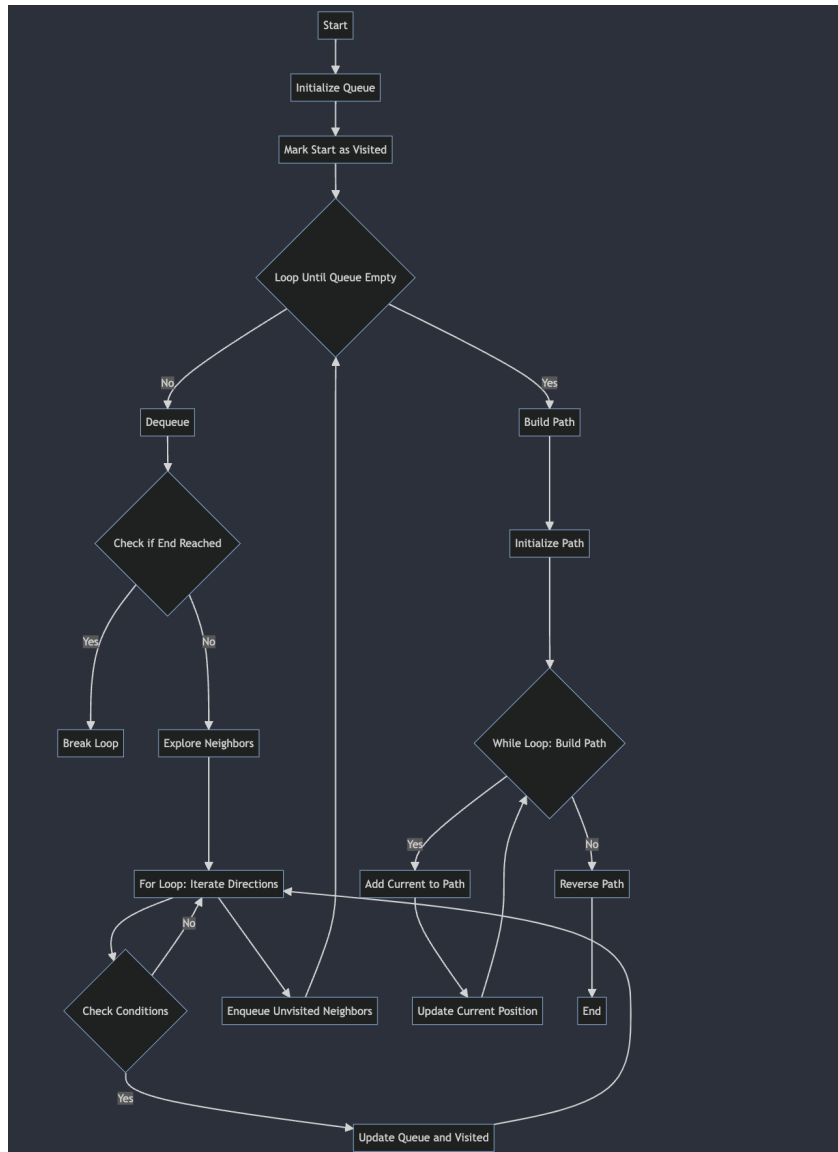 Start
Initialize Queue
Mark Start as Visited
Loop Until Queue Empty
No
Yes
Dequeue
Build Path
Check if End Reached
Initialize Path
Yes
No
Break Loop
Explore Neighbors
While Loop: Build Path
Yes
No
For Loop: Iterate Directions
Add Current to Path
Reverse Path
No
Check Conditions
Enqueue Unvisited Neighbors
Update Current Position
End
Yes
Update Queue and Visited